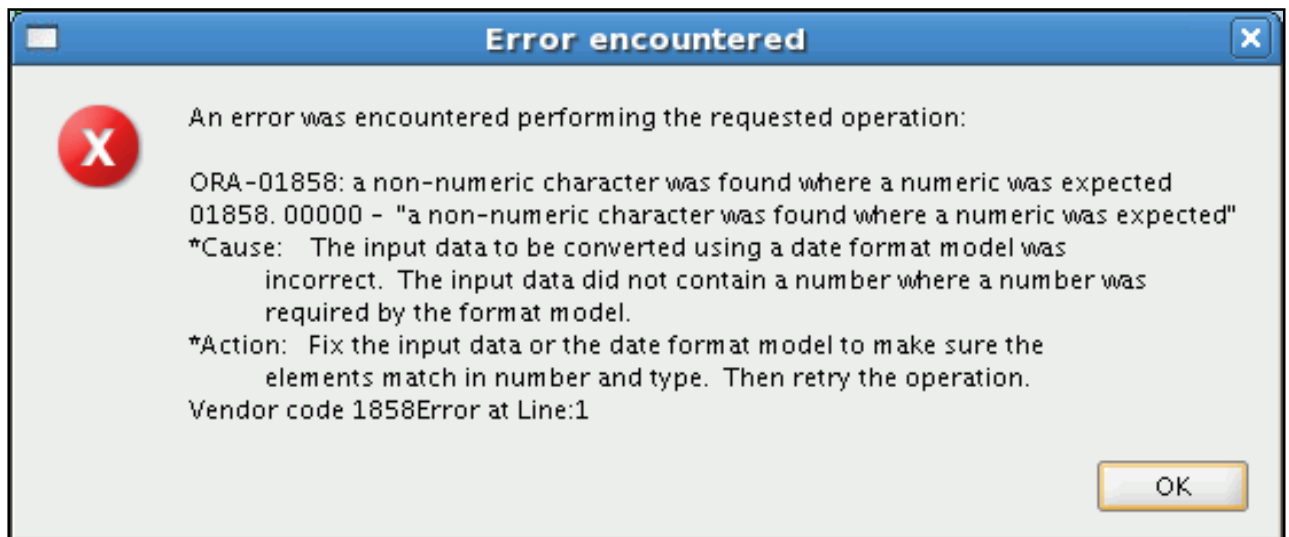 Error encountered
An error was encountered performing the requested operation:
ORA-01858: a non-numeric character was found where a numeric was expected
01858. 00000 - "a non-numeric character was found where a numeric was expected"
*Cause: The input data to be converted using a date format model was
incorrect. The input data did not contain a number where a number was
required by the format model.
*Action: Fix the input data or the date format model to make sure the
elements match in number and type. Then retry the operation.
Vendor code 1858Error at Line:1
OK